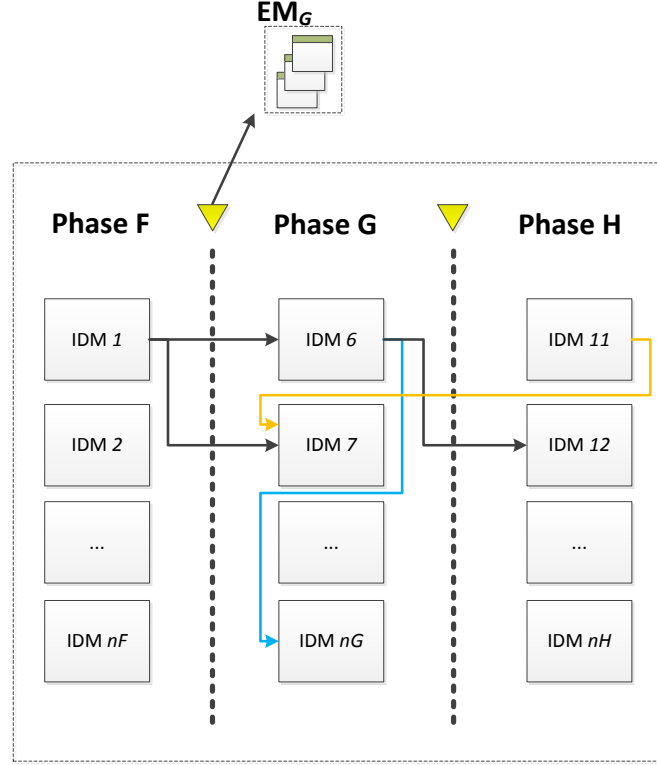 EM_G
Phase F Phase G Phase H
IDM 1 IDM 6 IDM 11
IDM 2 IDM 7 IDM 12
... ... ...
IDM nF IDM nG IDM nH